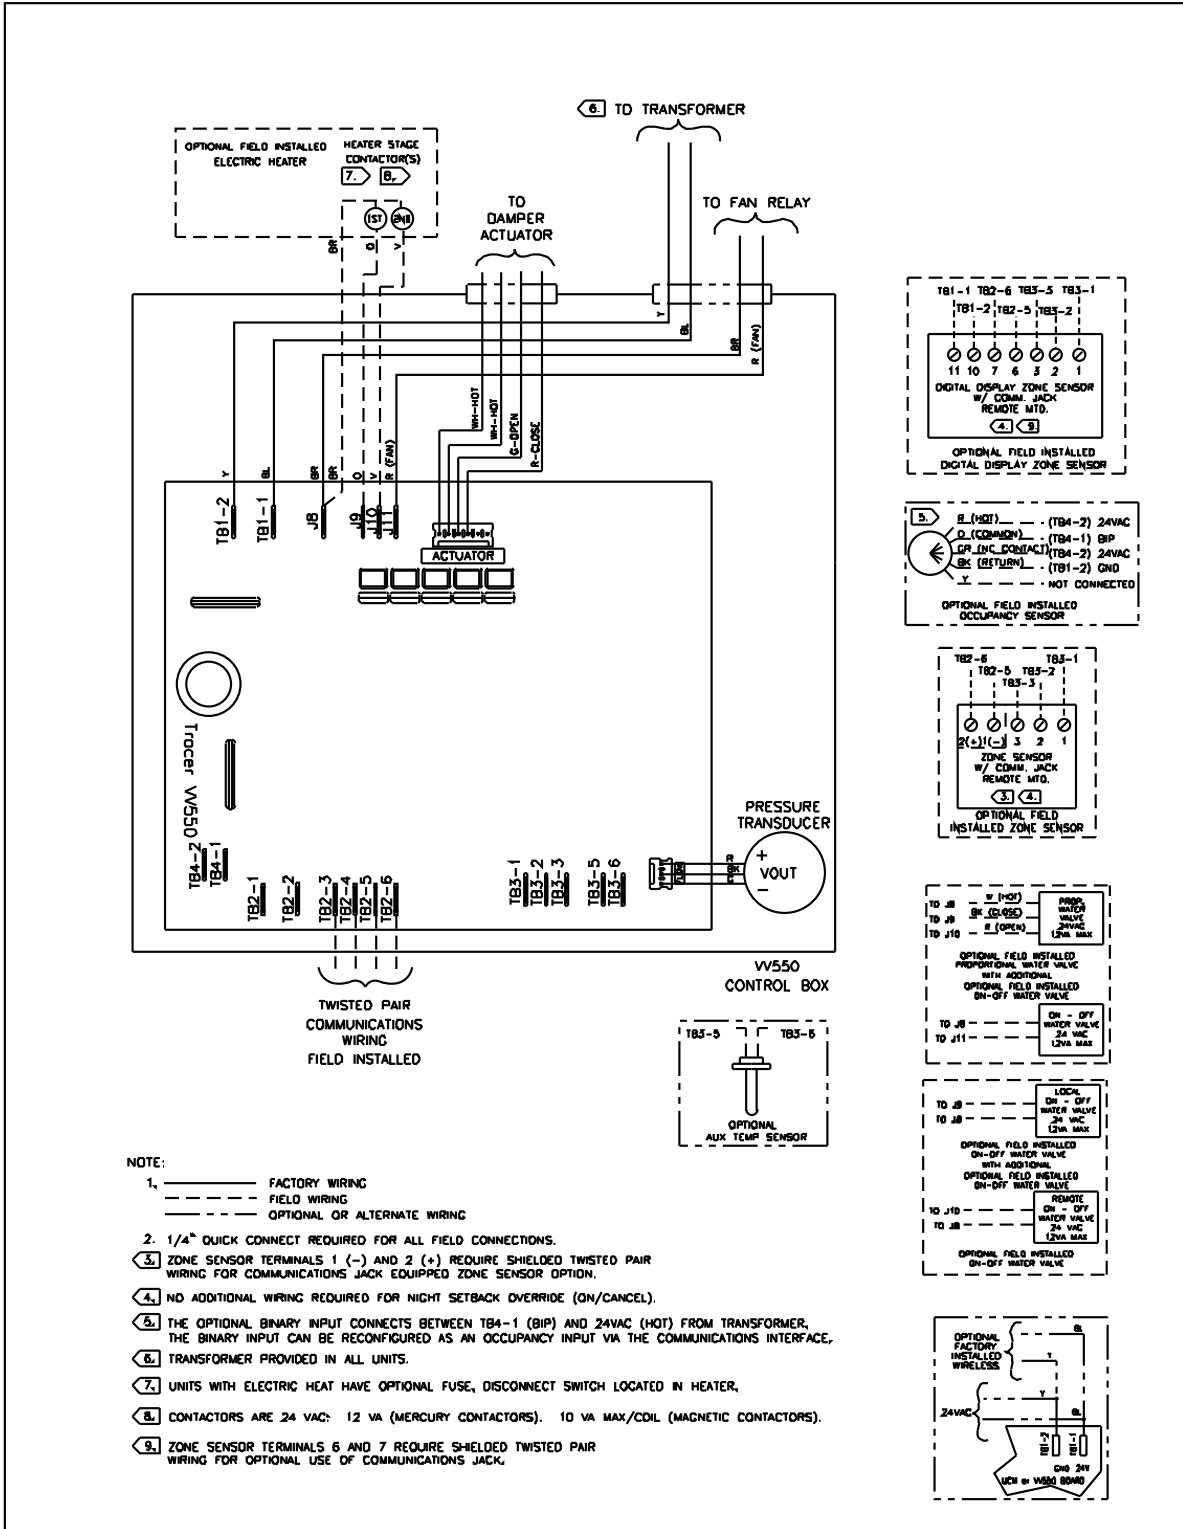 6. TO TRANSFORMER
OPTIONAL FIELD INSTALLED
ELECTRIC HEATER
HEATER STAGE
CONTACTOR(S)
7. 8.
1ST 2ND
BR O V
TO
DAMPER
ACTUATOR
TO FAN RELAY
Y
BL
BR
R (FAN)
WH-HOT
WH-HOT
G-OPEN
R-CLOSE
Y
BL
BR
BR
O
V
R (FAN)
TB1-2
TB1-1
J8
J9
J10
J11
ACTUATOR
Tracer VV550
TB4-2
TB4-1
TB2-1
TB2-2
TB2-3
TB2-4
TB2-5
TB2-6
TB3-1
TB3-2
TB3-3
TB3-5
TB3-6
PRESSURE
TRANSDUCER
+
VOUT
−
VV550
CONTROL BOX
TWISTED PAIR
COMMUNICATIONS
WIRING
FIELD INSTALLED
TB3-5 TB3-6
OPTIONAL
AUX TEMP SENSOR
TB1-1 TB2-6 TB3-3 TB3-1
TB1-2 TB2-5 TB3-2
11 10 7 6 3 2 1
DIGITAL DISPLAY ZONE SENSOR
W/ COMM. JACK
REMOTE MTD.
4. 9.
OPTIONAL FIELD INSTALLED
DIGITAL DISPLAY ZONE SENSOR
5.
R (HOT) (TB4-2) 24VAC
O (COMMON) (TB4-1) BIP
GR (NC CONTACT) (TB4-2) 24VAC
BK (RETURN) (TB1-2) GND
Y NOT CONNECTED
OPTIONAL FIELD INSTALLED
OCCUPANCY SENSOR
TB2-6 TB3-1
TB2-5 TB3-2
TB3-3
2(+) 1(-) 3 2 1
ZONE SENSOR
W/ COMM. JACK
REMOTE MTD.
3. 4.
OPTIONAL FIELD
INSTALLED ZONE SENSOR
TO J8 W (HOT)
TO J9 BK (CLOSE)
TO J10 R (OPEN)
PROP.
WATER
VALVE
24VAC
12VA MAX
OPTIONAL FIELD INSTALLED
PROPORTIONAL WATER VALVE
WITH ADDITIONAL
OPTIONAL FIELD INSTALLED
ON-OFF WATER VALVE
TO J8
TO J11
ON - OFF
WATER VALVE
24 VAC
12VA MAX
TO J9
TO J8
LOCAL
ON - OFF
WATER VALVE
24 VAC
12VA MAX
OPTIONAL FIELD INSTALLED
ON-OFF WATER VALVE
WITH ADDITIONAL
OPTIONAL FIELD INSTALLED
ON-OFF WATER VALVE
TO J10
TO J8
REMOTE
ON - OFF
WATER VALVE
24 VAC
12VA MAX
OPTIONAL FIELD INSTALLED
ON-OFF WATER VALVE
OPTIONAL
FACTORY
INSTALLED
WIRELESS
BL
Y
24VAC
Y
BL
TB1-2
TB1-1
GND 24V
UCM or VV550 BOARD
NOTE:
1. FACTORY WIRING
FIELD WIRING
OPTIONAL OR ALTERNATE WIRING
2. 1/4" QUICK CONNECT REQUIRED FOR ALL FIELD CONNECTIONS.
3. ZONE SENSOR TERMINALS 1 (-) AND 2 (+) REQUIRE SHIELDED TWISTED PAIR
WIRING FOR COMMUNICATIONS JACK EQUIPPED ZONE SENSOR OPTION.
4. NO ADDITIONAL WIRING REQUIRED FOR NIGHT SETBACK OVERRIDE (ON/CANCEL).
5. THE OPTIONAL BINARY INPUT CONNECTS BETWEEN TB4-1 (BIP) AND 24VAC (HOT) FROM TRANSFORMER.
THE BINARY INPUT CAN BE RECONFIGURED AS AN OCCUPANCY INPUT VIA THE COMMUNICATIONS INTERFACE.
6. TRANSFORMER PROVIDED IN ALL UNITS.
7. UNITS WITH ELECTRIC HEAT HAVE OPTIONAL FUSE, DISCONNECT SWITCH LOCATED IN HEATER.
8. CONTACTORS ARE 24 VAC: 12 VA (MERCURY CONTACTORS). 10 VA MAX/COIL (MAGNETIC CONTACTORS).
9. ZONE SENSOR TERMINALS 6 AND 7 REQUIRE SHIELDED TWISTED PAIR
WIRING FOR OPTIONAL USE OF COMMUNICATIONS JACK.